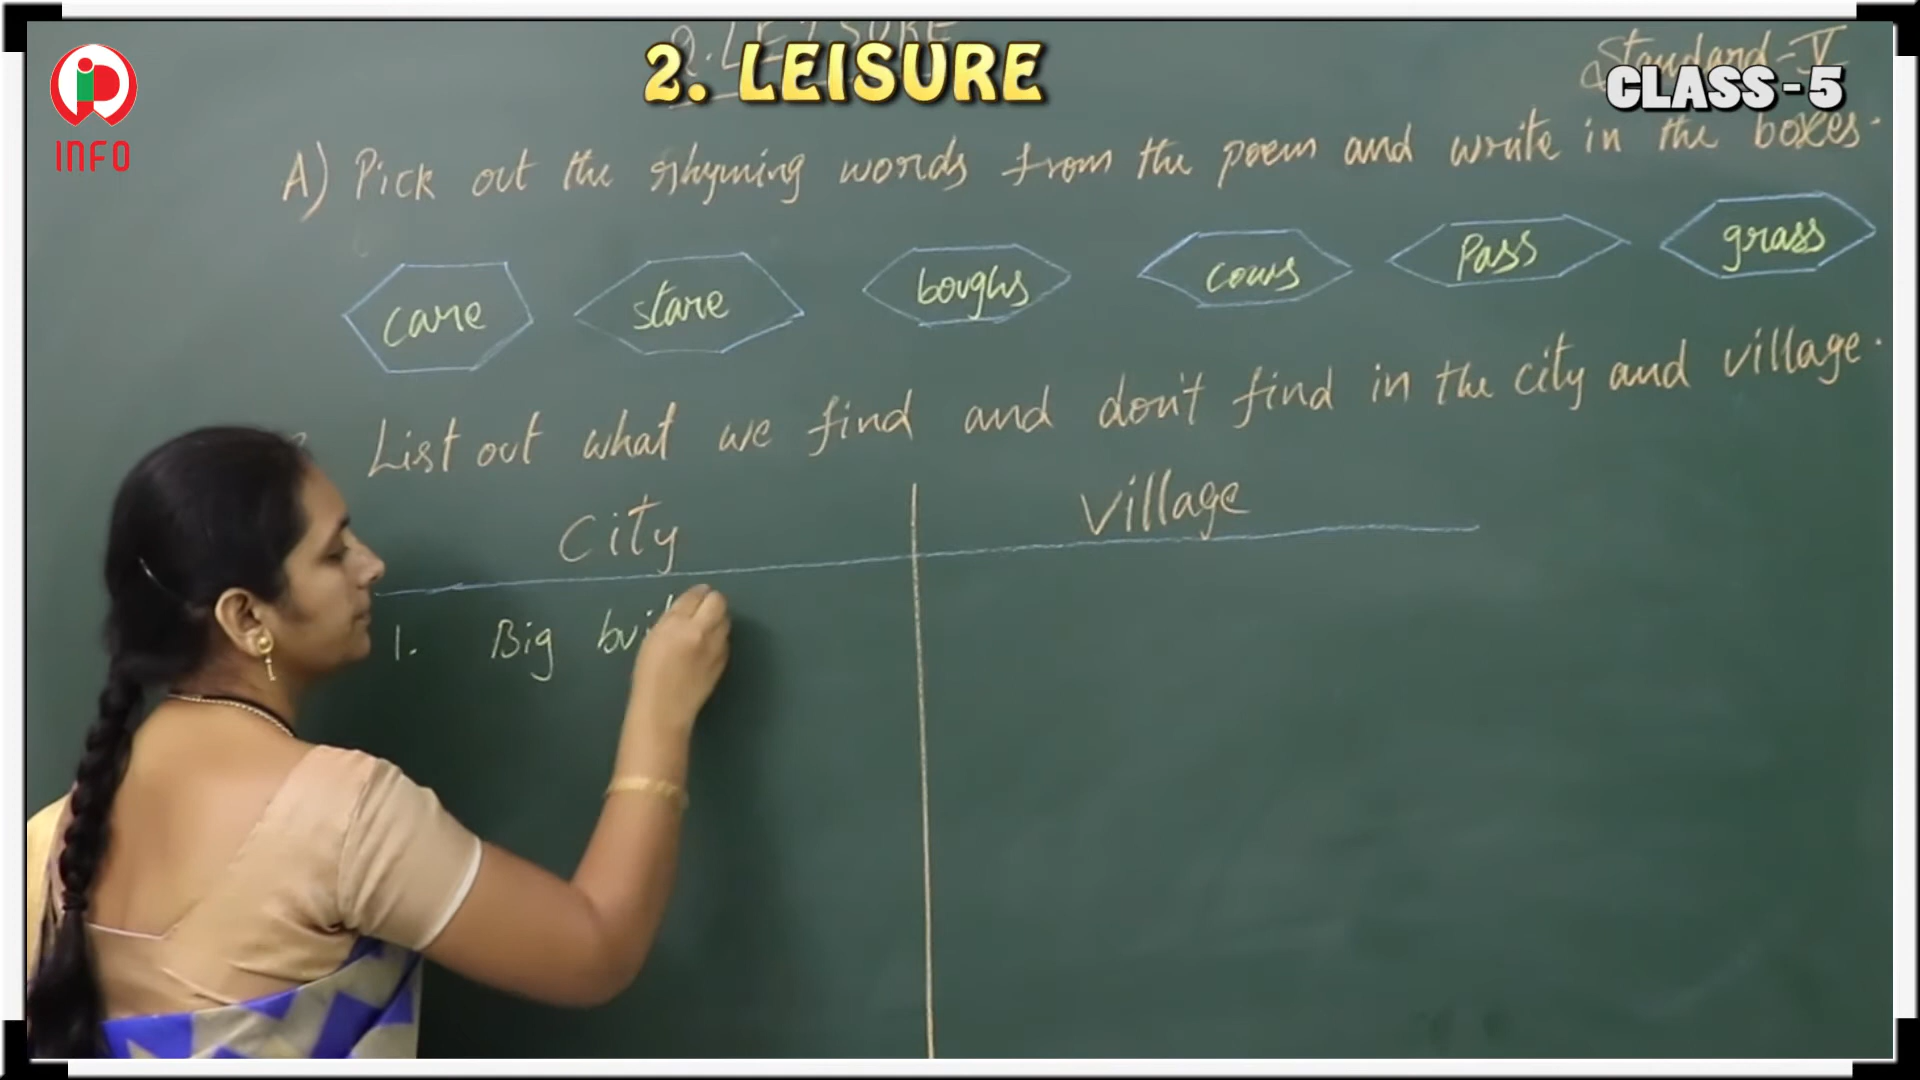 2. LEISURE
2. LEISURE
Standard-V
CLASS-5
INFO
A) Pick out the rhyming words from the poem and write in the boxes.
care stare boughs cows Pass grass
List out what we find and don't find in the city and village.
City Village
1. Big bui